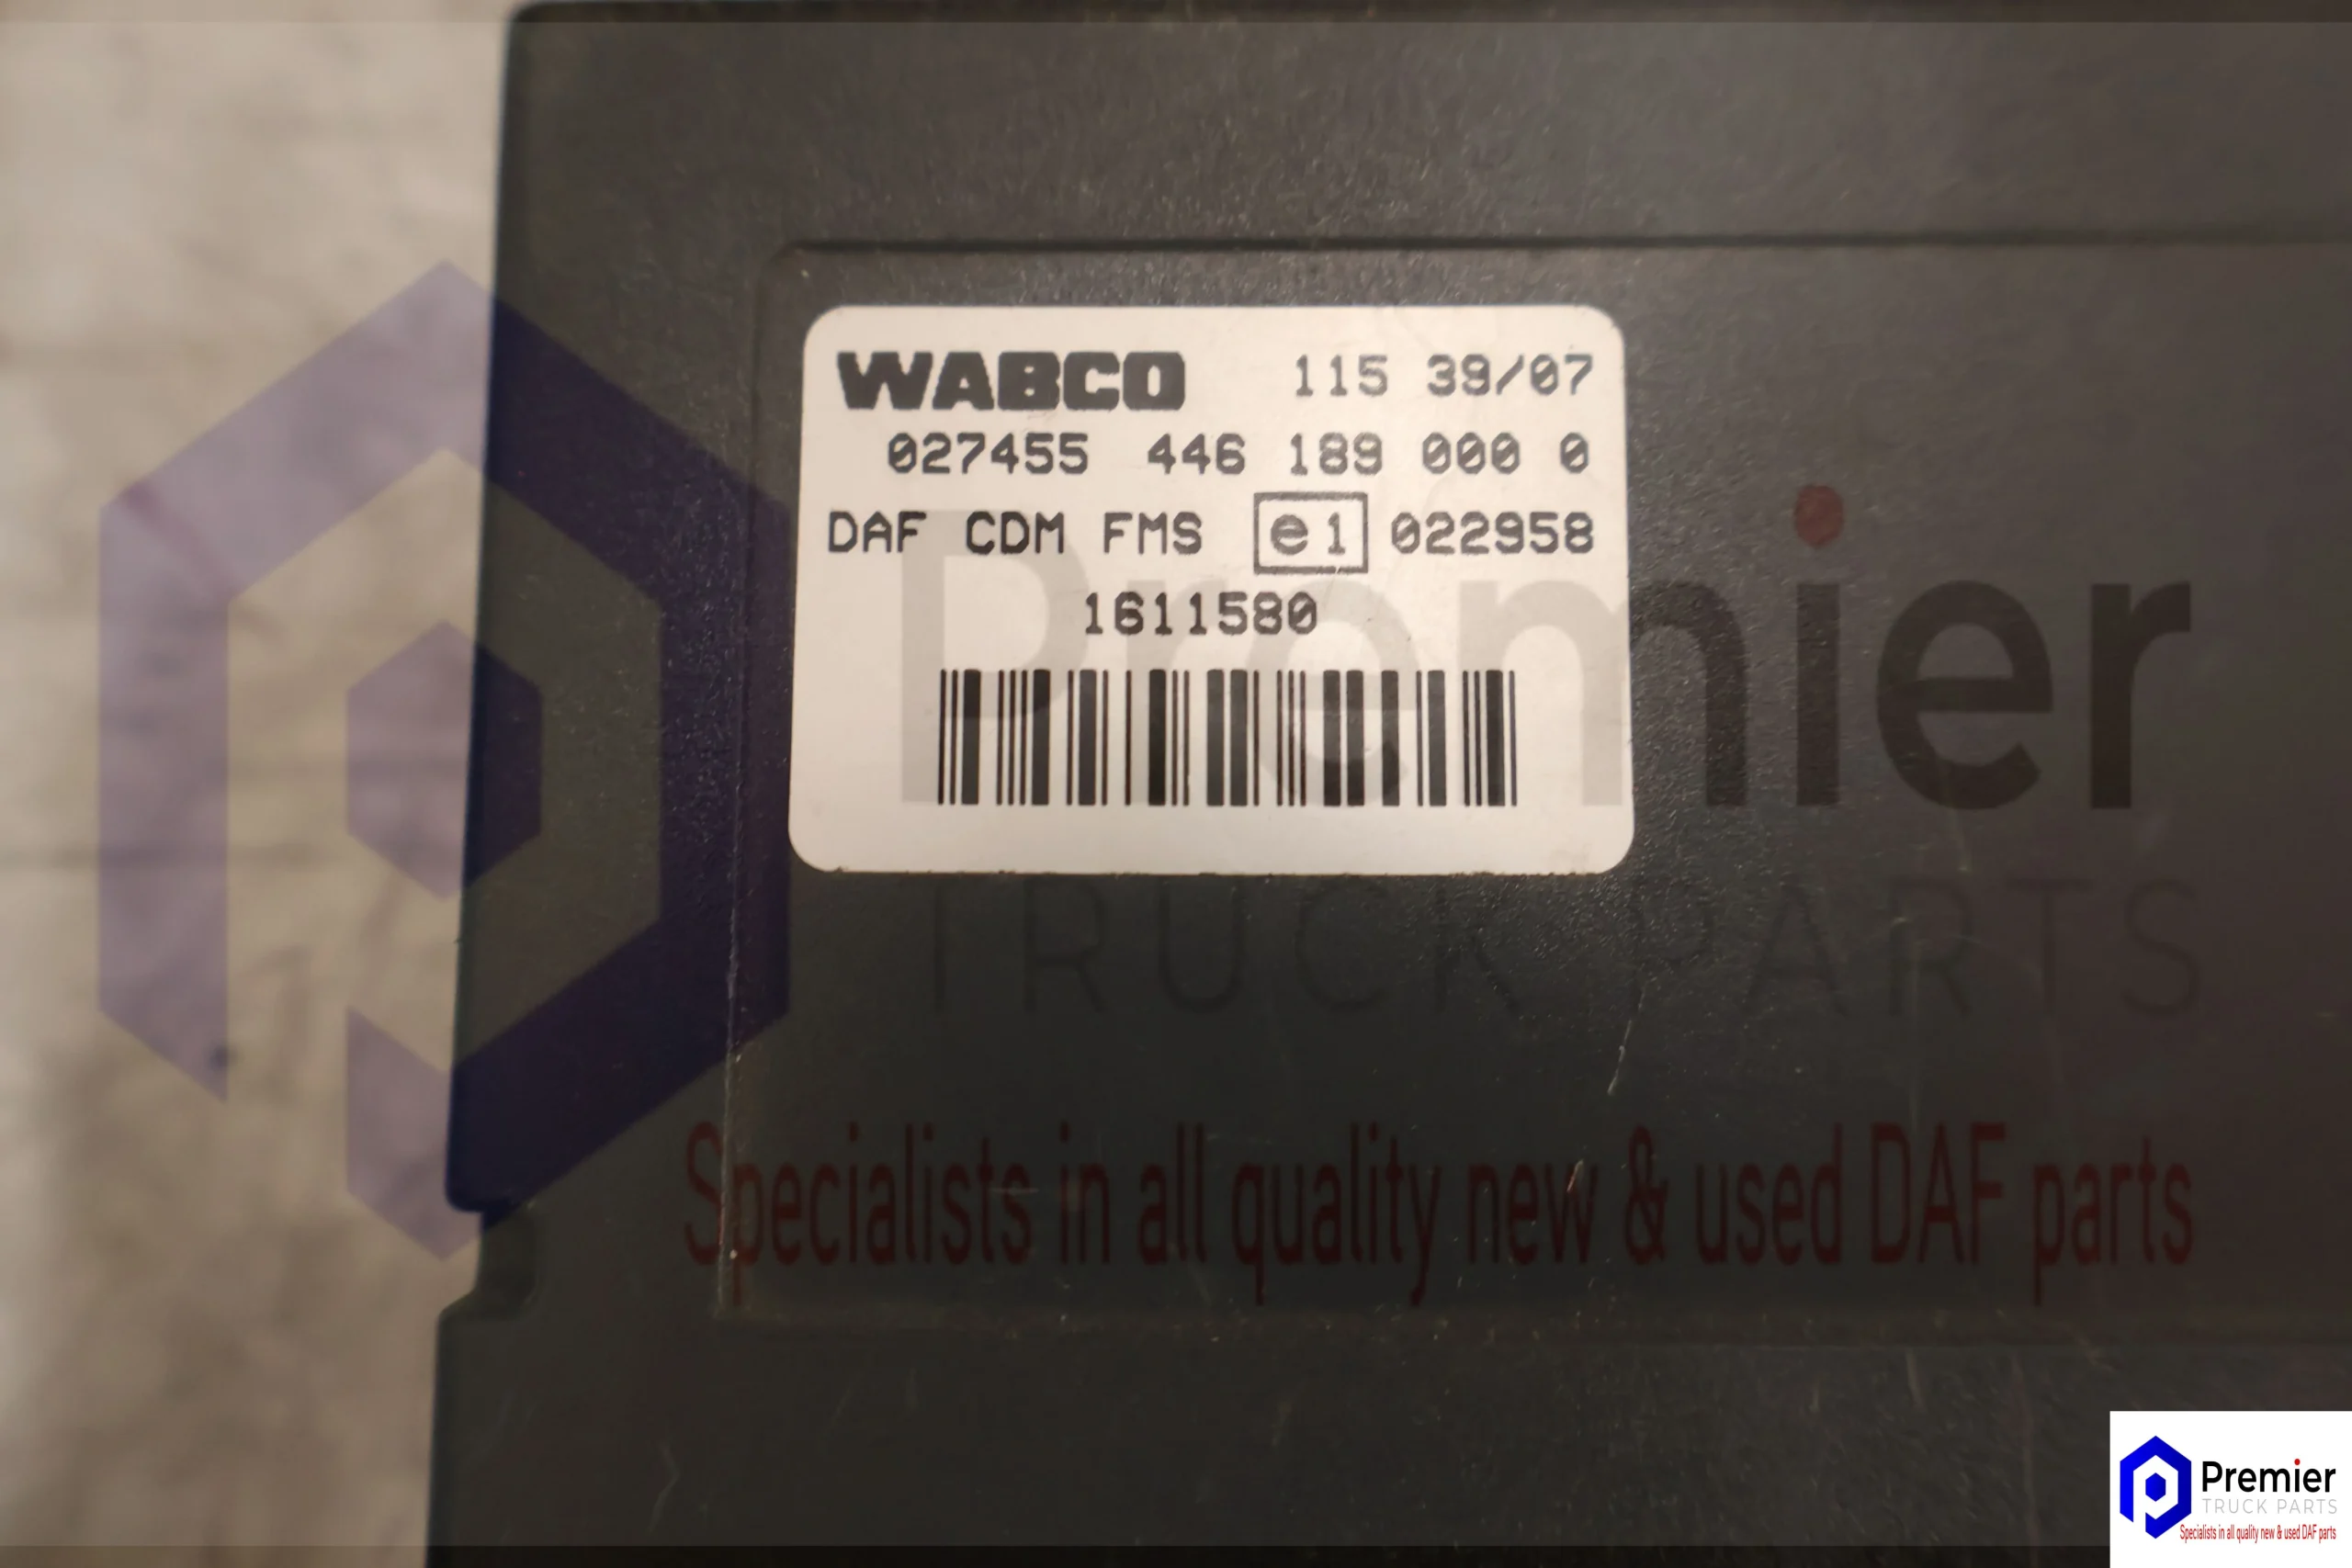 WABCO 115 39/07
027455 446 189 000 0
DAF CDM FMS e1 022958
1611580
Premier
TRUCK PARTS
Specialists in all quality new & used DAF parts
Premier
TRUCK PARTS
Specialists in all quality new & used DAF parts